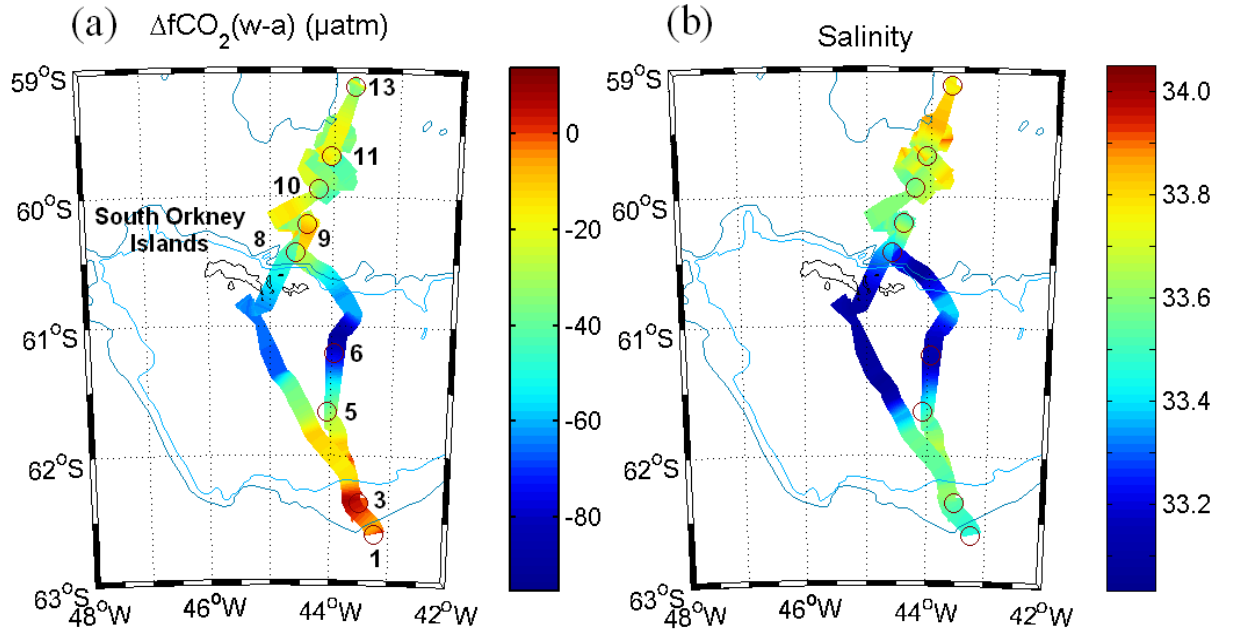 (a) ΔfCO₂(w-a) (µatm)
59°S
60°S
61°S
62°S
63°S
48°W
46°W
44°W
42°W
South Orkney
Islands
13
11
10
9
8
6
5
3
1
0
-20
-40
-60
-80
(b) Salinity
59°S
60°S
61°S
62°S
63°S
48°W
46°W
44°W
42°W
34.0
33.8
33.6
33.4
33.2